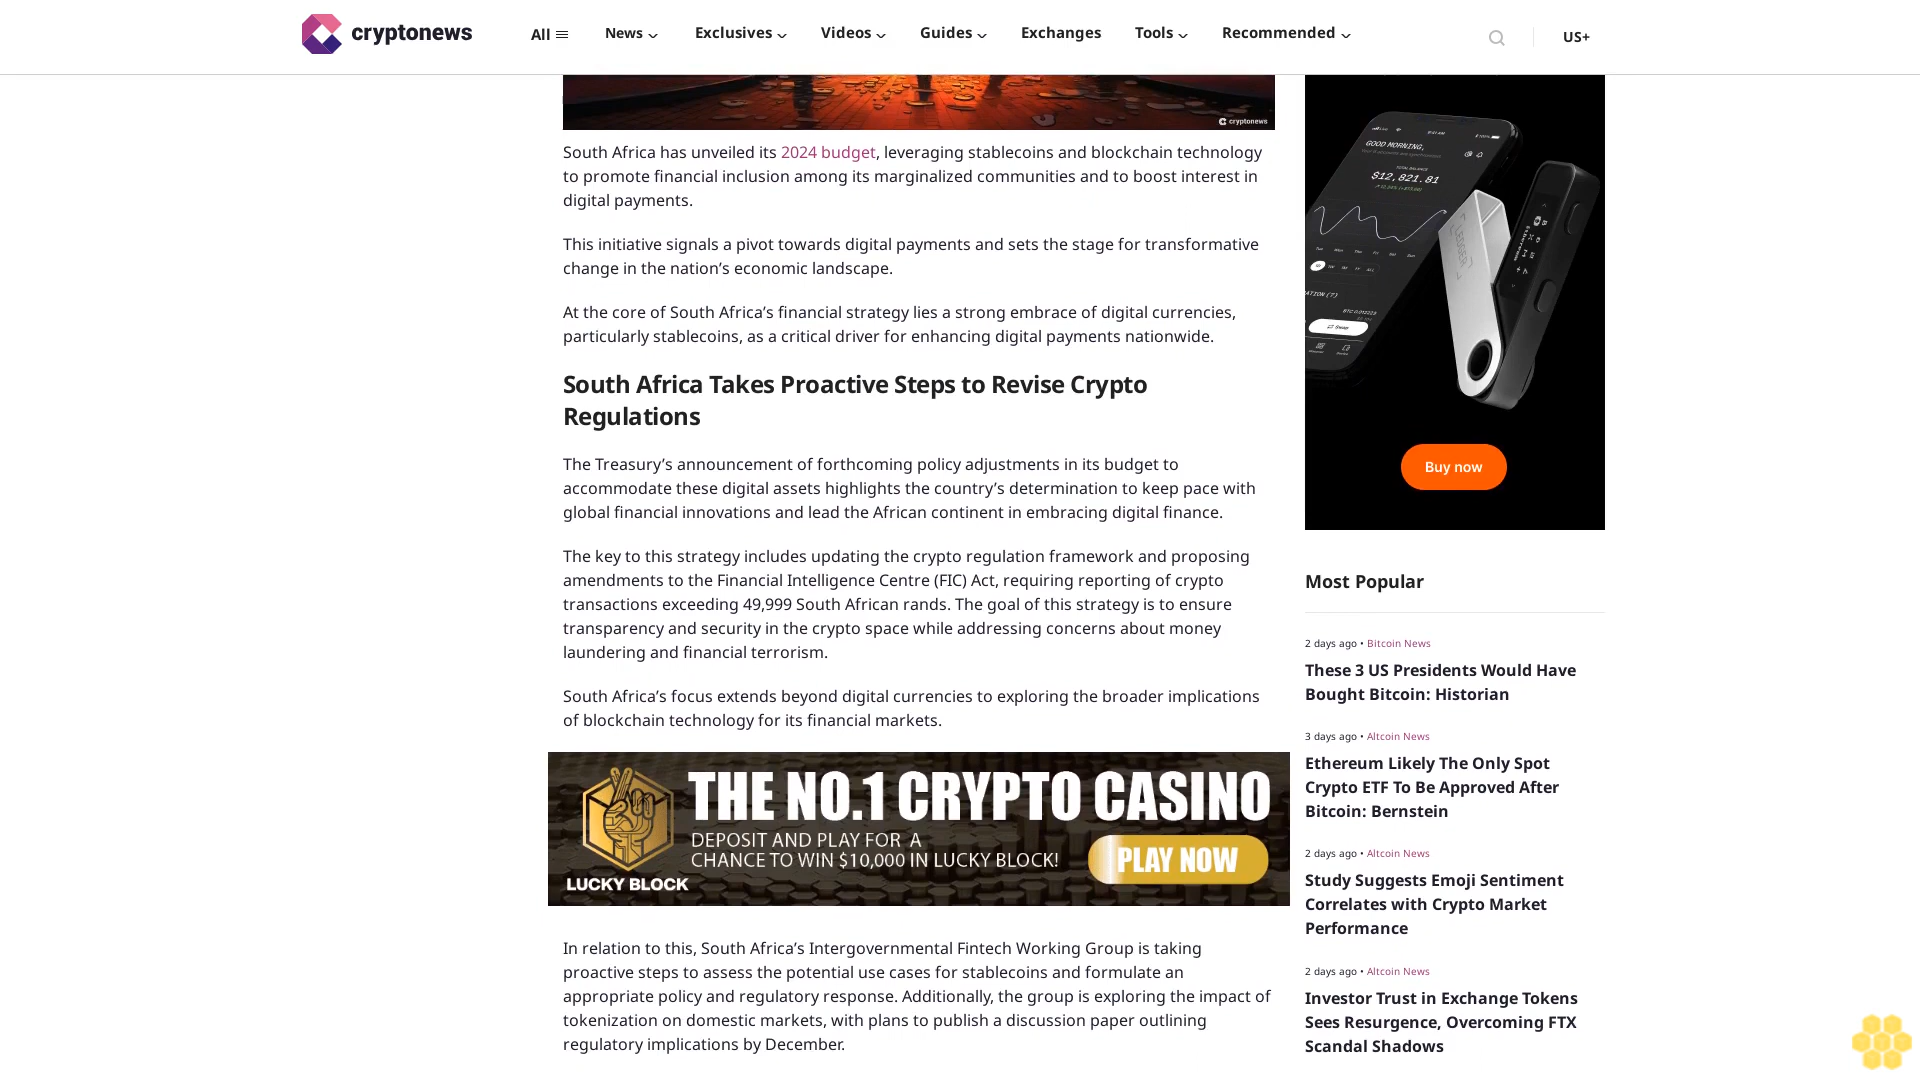 cryptonews
All
News
Exclusives
Videos
Guides
Exchanges
Tools
Recommended
US+
cryptonews
South Africa has unveiled its 2024 budget, leveraging stablecoins and blockchain technology
to promote financial inclusion among its marginalized communities and to boost interest in
digital payments.
This initiative signals a pivot towards digital payments and sets the stage for transformative
change in the nation’s economic landscape.
At the core of South Africa’s financial strategy lies a strong embrace of digital currencies,
particularly stablecoins, as a critical driver for enhancing digital payments nationwide.
South Africa Takes Proactive Steps to Revise Crypto
Regulations
The Treasury’s announcement of forthcoming policy adjustments in its budget to
accommodate these digital assets highlights the country’s determination to keep pace with
global financial innovations and lead the African continent in embracing digital finance.
The key to this strategy includes updating the crypto regulation framework and proposing
amendments to the Financial Intelligence Centre (FIC) Act, requiring reporting of crypto
transactions exceeding 49,999 South African rands. The goal of this strategy is to ensure
transparency and security in the crypto space while addressing concerns about money
laundering and financial terrorism.
South Africa’s focus extends beyond digital currencies to exploring the broader implications
of blockchain technology for its financial markets.
THE NO.1 CRYPTO CASINO
DEPOSIT AND PLAY FOR A
CHANCE TO WIN $10,000 IN LUCKY BLOCK!
PLAY NOW
LUCKY BLOCK
In relation to this, South Africa’s Intergovernmental Fintech Working Group is taking
proactive steps to assess the potential use cases for stablecoins and formulate an
appropriate policy and regulatory response. Additionally, the group is exploring the impact of
tokenization on domestic markets, with plans to publish a discussion paper outlining
regulatory implications by December.
GOOD MORNING,
$12,821.81
LEDGER
Ethereum
Swap
Buy now
Most Popular
2 days ago • Bitcoin News
These 3 US Presidents Would Have
Bought Bitcoin: Historian
3 days ago • Altcoin News
Ethereum Likely The Only Spot
Crypto ETF To Be Approved After
Bitcoin: Bernstein
2 days ago • Altcoin News
Study Suggests Emoji Sentiment
Correlates with Crypto Market
Performance
2 days ago • Altcoin News
Investor Trust in Exchange Tokens
Sees Resurgence, Overcoming FTX
Scandal Shadows